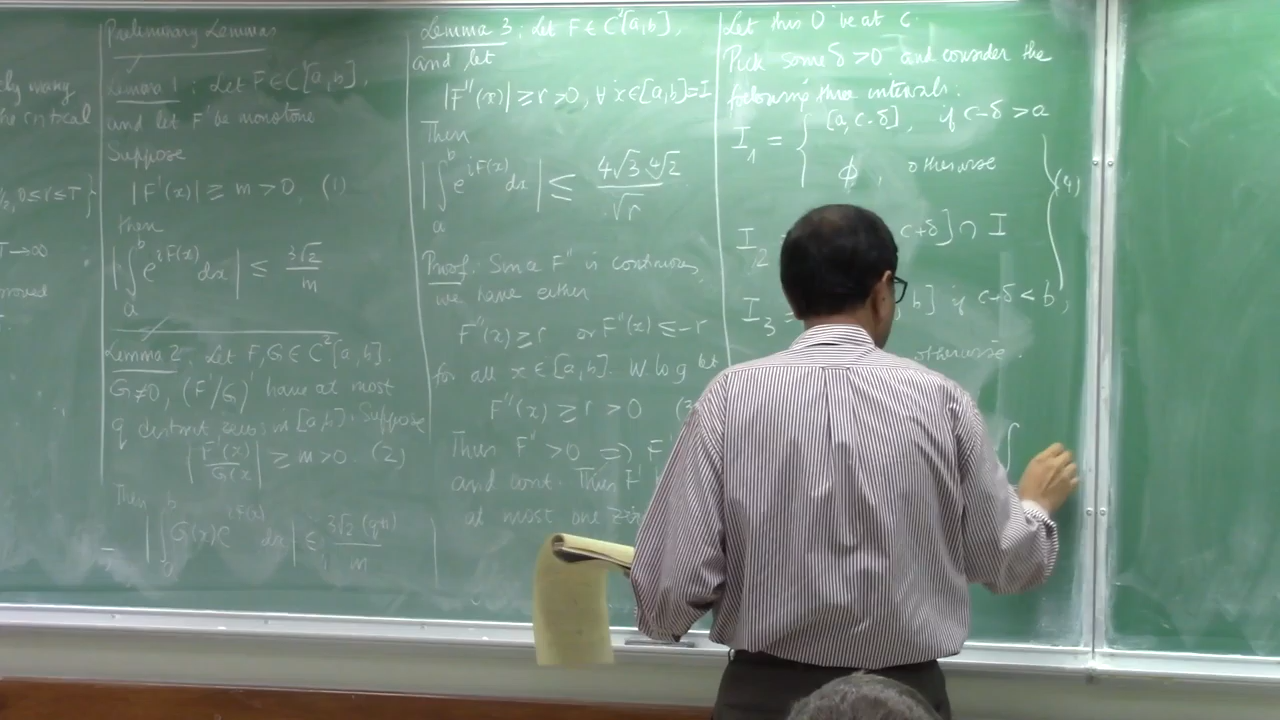 ely many
he critical
/2, 0≤r≤T}
T→∞
proved
Preliminary Lemmas
Lemma 1 : Let F∈C[a,b],
and let F' be monotone
Suppose
|F'(x)| ≥ m > 0, (1)
then
|∫_a^b e^{iF(x)} dx| ≤ 3√2/m
Lemma 2. Let F,G ∈ C²[a,b].
G≠0, (F'/G)' have at most
q distinct zeros in [a,b]. Suppose
|F'(x)/G(x)| ≥ m>0. (2)
Then
|∫ G(x)e^{iF(x)} dx| ≤ 3√2 (q+1)/m
Lemma 3 : Let F ∈ C²[a,b],
and let
|F''(x)| ≥ r > 0, ∀ x∈[a,b]=I
Then
|∫_a^b e^{iF(x)} dx| ≤ 4√3 ∜2/√r
Proof : Since F'' is continuous,
we have either
F''(x) ≥ r or F''(x) ≤ -r
for all x ∈ [a,b]. W log let
F''(x) ≥ r > 0 (3
Then F'' > 0 ⇒ F'
and cont. Then F'
at most one zero
Let this 0 be at c.
Pick some δ > 0 and consider the
following three intervals.
I₁ = { [a, c-δ], if c-δ > a
ϕ, otherwise
(4)
I₂ = c+δ] ∩ I
I₃ = , b] if c+δ < b,
otherwise.
∫